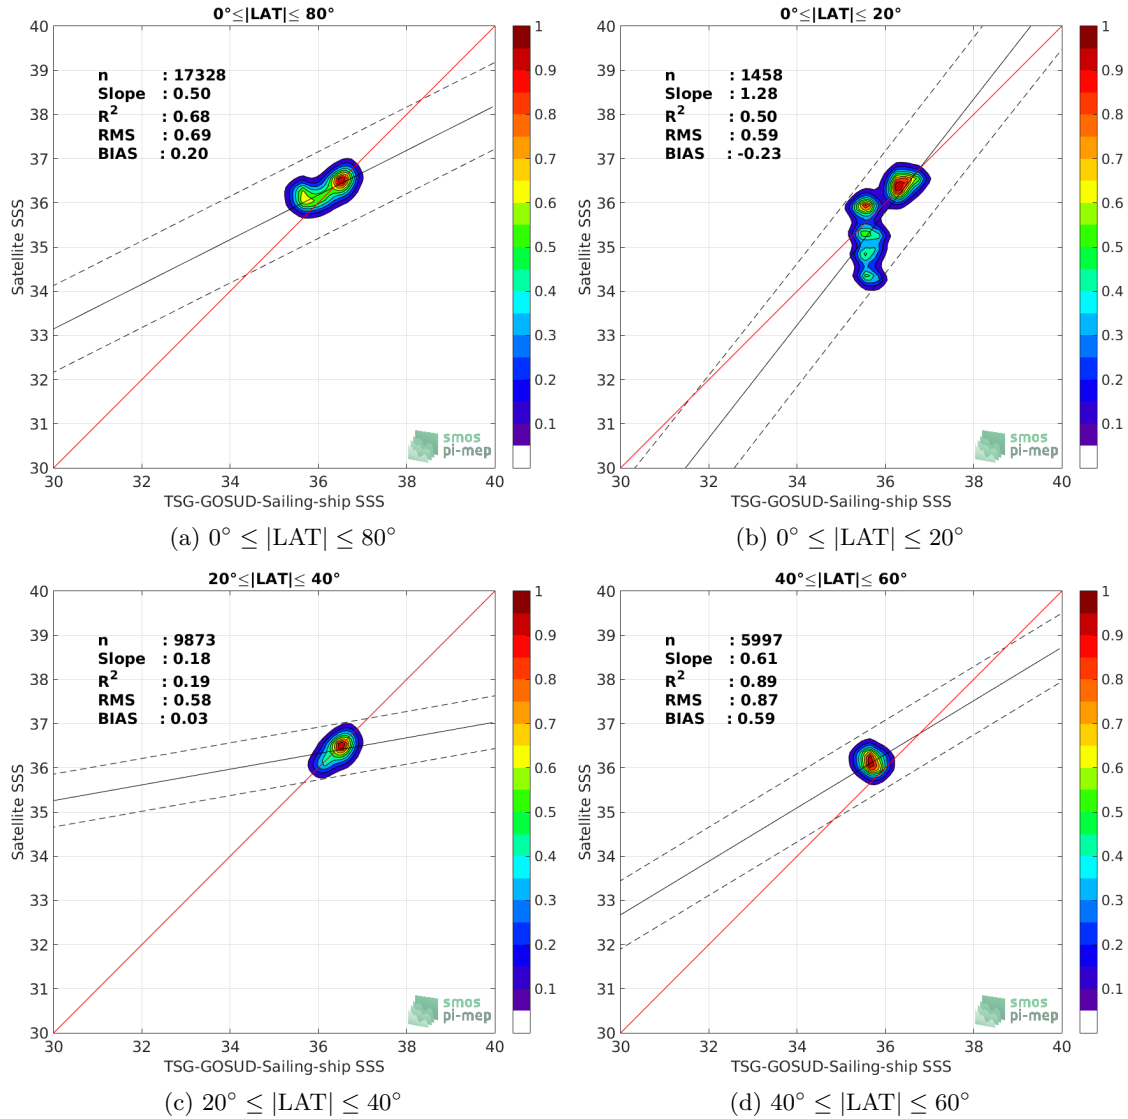 0°≤|LAT|≤ 80°
40
39
38
37
36
35
34
33
32
31
30
30
32
34
36
38
40
Satellite SSS
TSG-GOSUD-Sailing-ship SSS
n : 17328
Slope : 0.50
R² : 0.68
RMS : 0.69
BIAS : 0.20
smos
pi-mep
1
0.9
0.8
0.7
0.6
0.5
0.4
0.3
0.2
0.1
(a) 0° ≤ |LAT| ≤ 80°
0°≤|LAT|≤ 20°
40
39
38
37
36
35
34
33
32
31
30
30
32
34
36
38
40
Satellite SSS
TSG-GOSUD-Sailing-ship SSS
n : 1458
Slope : 1.28
R² : 0.50
RMS : 0.59
BIAS : -0.23
smos
pi-mep
1
0.9
0.8
0.7
0.6
0.5
0.4
0.3
0.2
0.1
(b) 0° ≤ |LAT| ≤ 20°
20°≤|LAT|≤ 40°
40
39
38
37
36
35
34
33
32
31
30
30
32
34
36
38
40
Satellite SSS
TSG-GOSUD-Sailing-ship SSS
n : 9873
Slope : 0.18
R² : 0.19
RMS : 0.58
BIAS : 0.03
smos
pi-mep
1
0.9
0.8
0.7
0.6
0.5
0.4
0.3
0.2
0.1
(c) 20° ≤ |LAT| ≤ 40°
40°≤|LAT|≤ 60°
40
39
38
37
36
35
34
33
32
31
30
30
32
34
36
38
40
Satellite SSS
TSG-GOSUD-Sailing-ship SSS
n : 5997
Slope : 0.61
R² : 0.89
RMS : 0.87
BIAS : 0.59
smos
pi-mep
1
0.9
0.8
0.7
0.6
0.5
0.4
0.3
0.2
0.1
(d) 40° ≤ |LAT| ≤ 60°